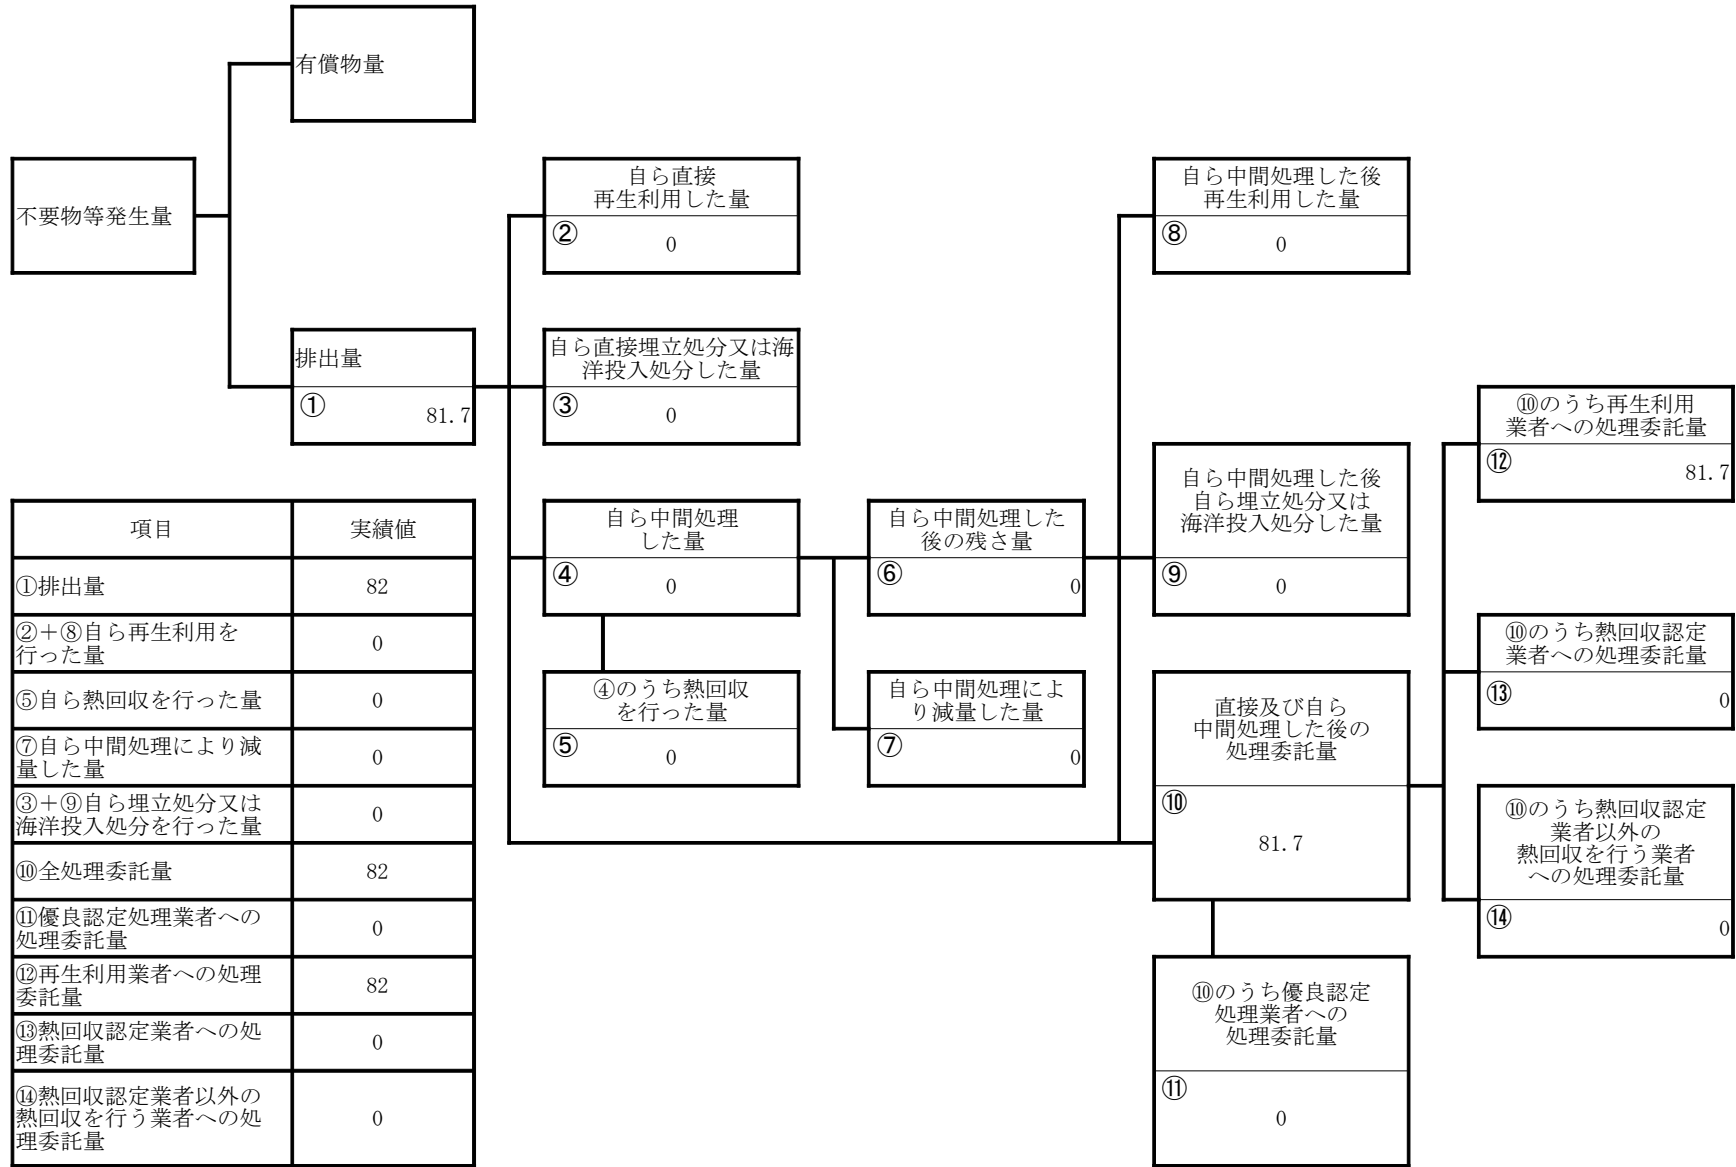 有償物量
不要物等発生量
自ら直接
再生利用した量
②
0
自ら中間処理した後
再生利用した量
⑧
0
排出量
①
81.7
自ら直接埋立処分又は海
洋投入処分した量
③
0
⑩のうち再生利用
業者への処理委託量
⑫
81.7
自ら中間処理した後
自ら埋立処分又は
海洋投入処分した量
⑨
0
自ら中間処理
した量
④
0
自ら中間処理した
後の残さ量
⑥
0
⑩のうち熱回収認定
業者への処理委託量
⑬
0
④のうち熱回収
を行った量
⑤
0
自ら中間処理によ
り減量した量
⑦
0
直接及び自ら
中間処理した後の
処理委託量
⑩
81.7
⑩のうち熱回収認定
業者以外の
熱回収を行う業者
への処理委託量
⑭
0
⑩のうち優良認定
処理業者への
処理委託量
⑪
0
項目 実績値
①排出量 82
②＋⑧自ら再生利用を
行った量 0
⑤自ら熱回収を行った量 0
⑦自ら中間処理により減
量した量 0
③＋⑨自ら埋立処分又は
海洋投入処分を行った量 0
⑩全処理委託量 82
⑪優良認定処理業者への
処理委託量 0
⑫再生利用業者への処理
委託量 82
⑬熱回収認定業者への処
理委託量 0
⑭熱回収認定業者以外の
熱回収を行う業者への処
理委託量 0